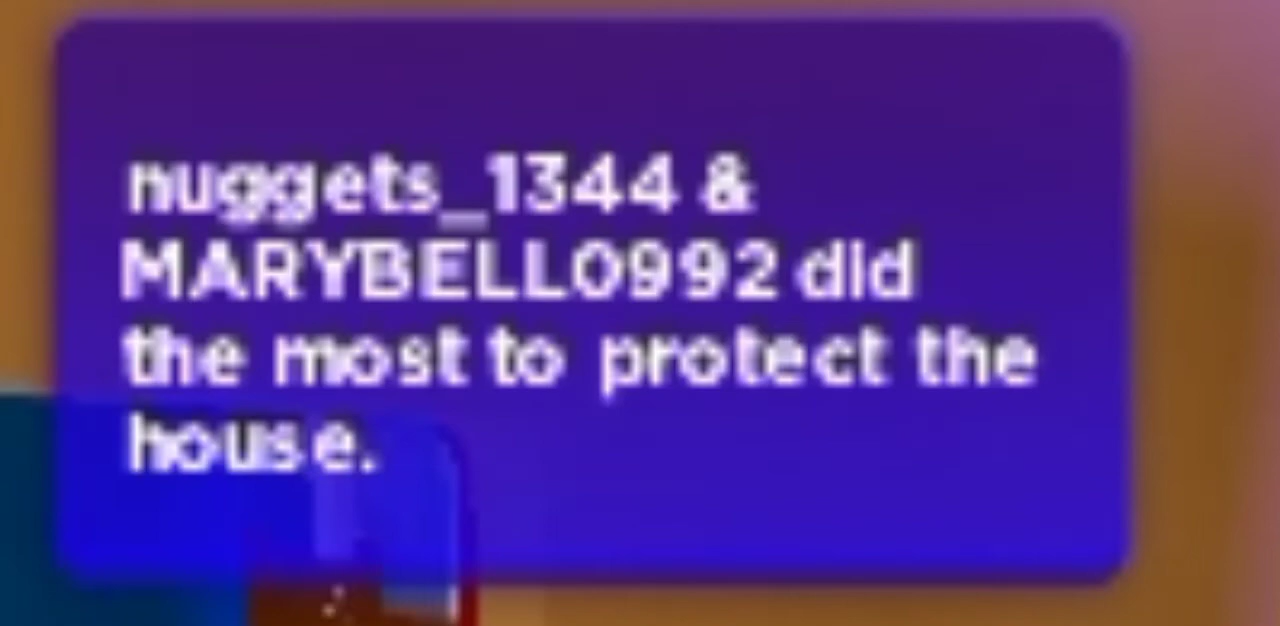 nuggets_1344 &
MARYBELL0992 did
the most to protect the
house.